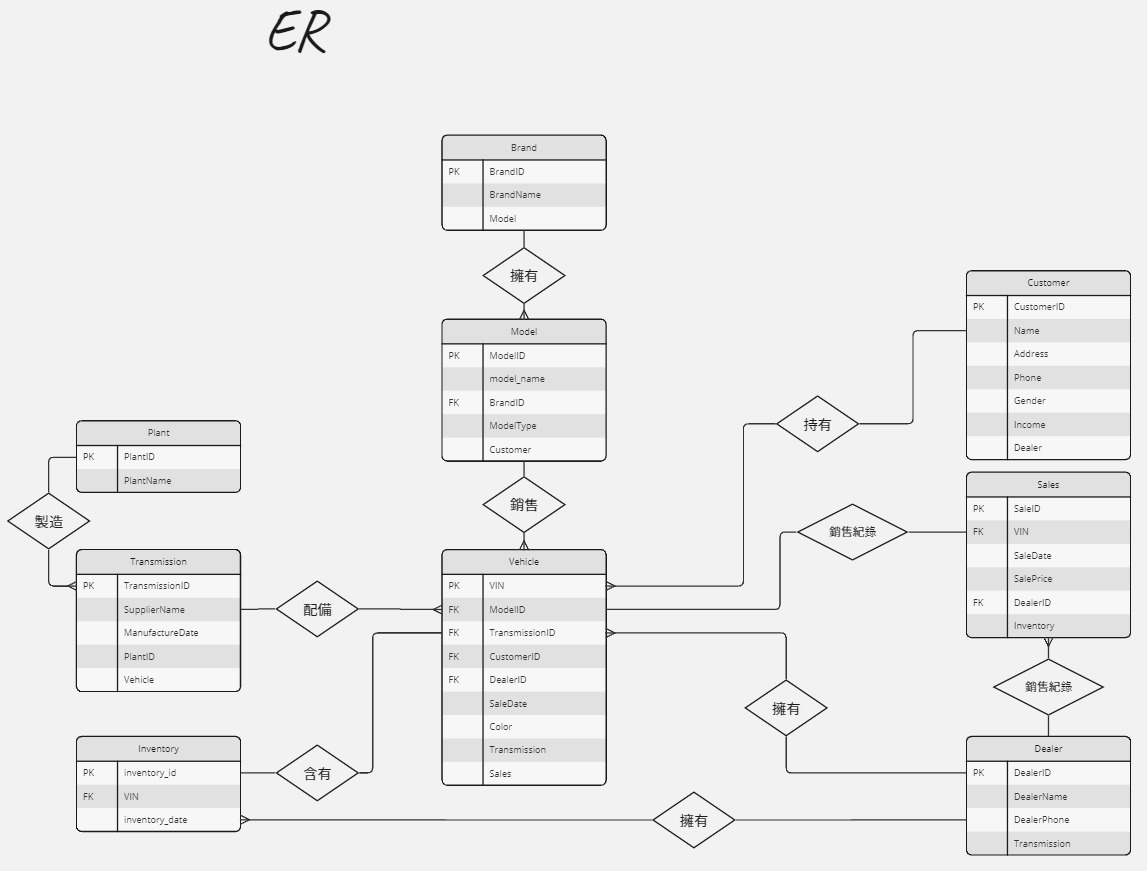 ER
Brand
PK BrandID
BrandName
Model
擁有
Model
PK ModelID
model_name
FK BrandID
ModelType
Customer
銷售
Vehicle
PK VIN
FK ModelID
FK TransmissionID
FK CustomerID
FK DealerID
SaleDate
Color
Transmission
Sales
Plant
PK PlantID
PlantName
製造
Transmission
PK TransmissionID
SupplierName
ManufactureDate
PlantID
Vehicle
配備
Inventory
PK inventory_id
FK VIN
inventory_date
含有
Customer
PK CustomerID
Name
Address
Phone
Gender
Income
Dealer
持有
Sales
PK SaleID
FK VIN
SaleDate
SalePrice
FK DealerID
Inventory
銷售紀錄
銷售紀錄
擁有
Dealer
PK DealerID
DealerName
DealerPhone
Transmission
擁有